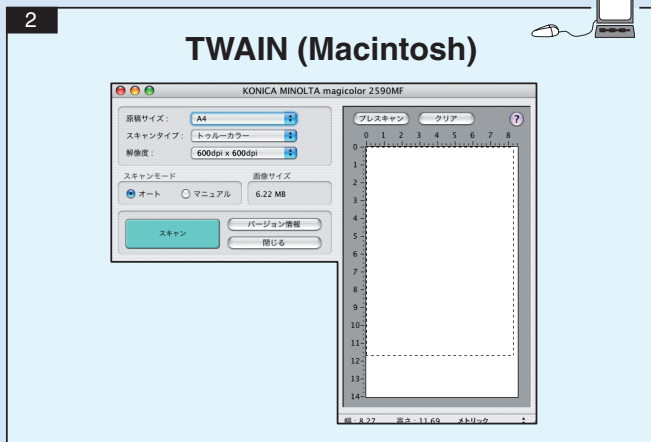 2
TWAIN (Macintosh)
KONICA MINOLTA magicolor 2590MF
原稿サイズ： A4
スキャンタイプ： トゥルーカラー
解像度： 600dpi x 600dpi
スキャンモード
オート マニュアル
画像サイズ
6.22 MB
スキャン
バージョン情報
閉じる
プレスキャン クリア ?
0 1 2 3 4 5 6 7 8
0
1
2
3
4
5
6
7
8
9
10
11
12
13
14
幅：8.27 高さ：11.69 メトリック